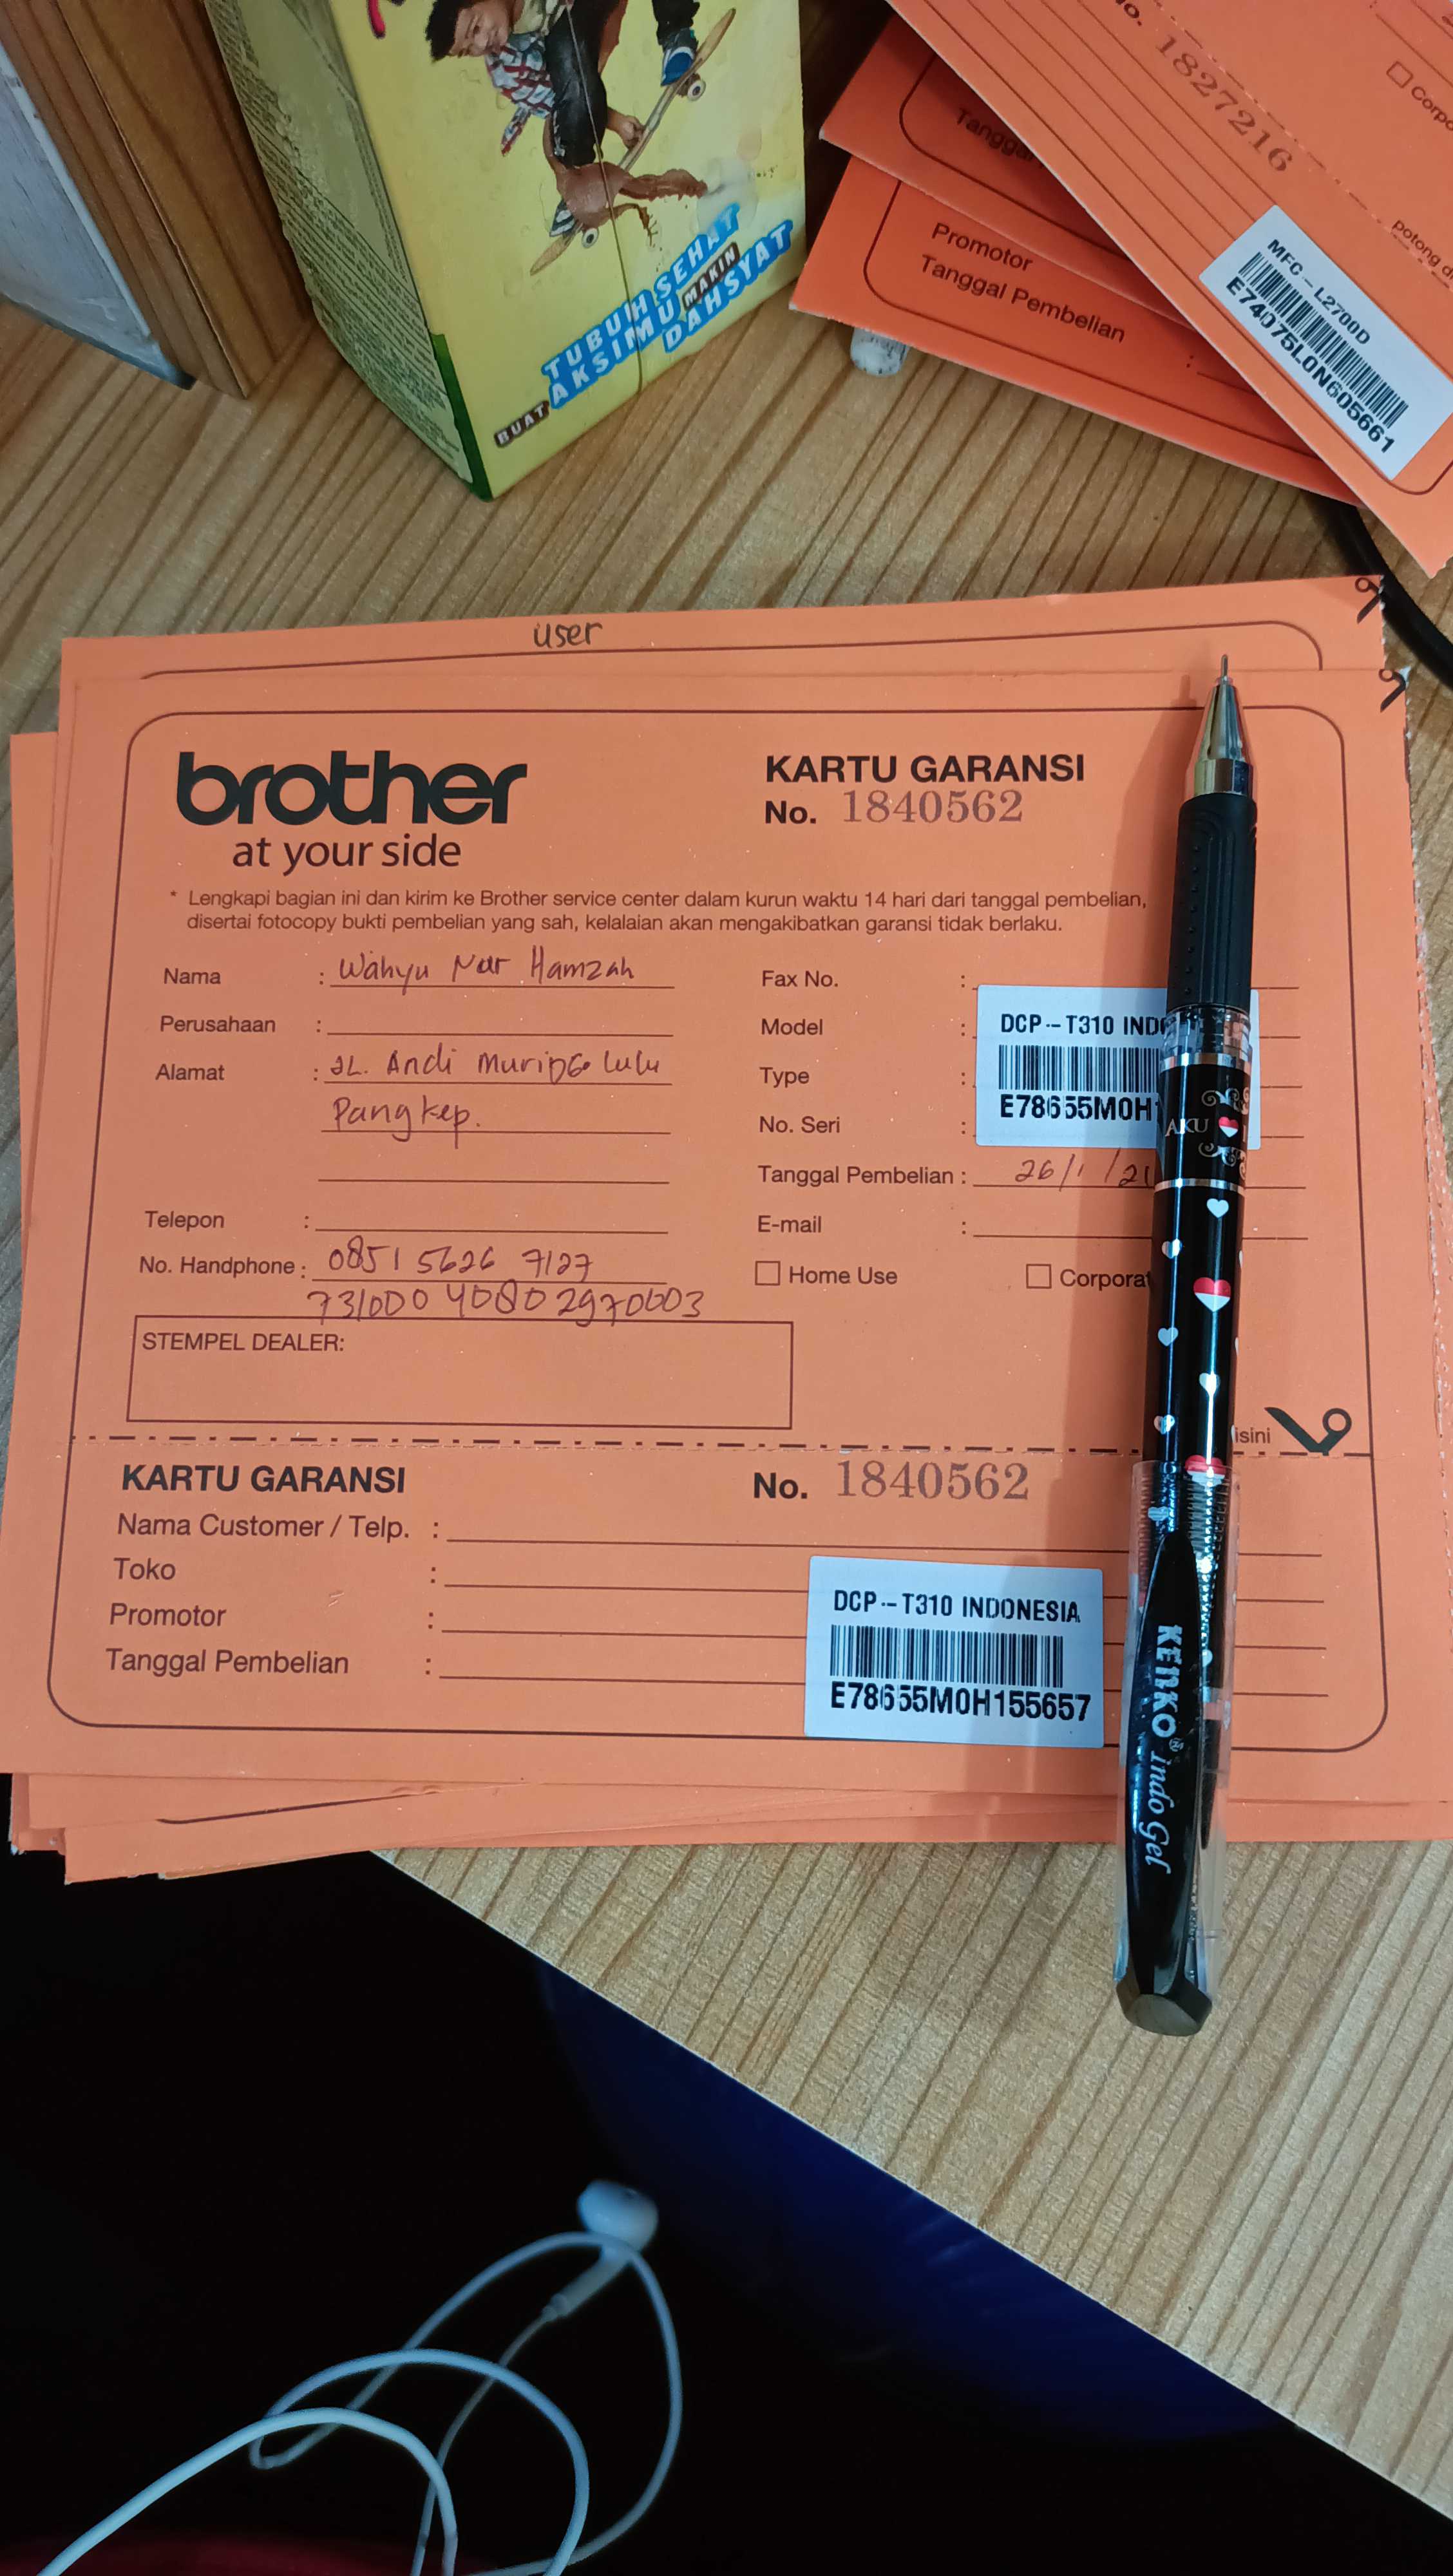 TUBUH SEHAT
BUAT AKSIMU MAKIN
DAHSYAT
No. 1827216
Corpo
potong d
MFC - L2700D
E74075L0N605661
Tanggal
Promotor
Tanggal Pembelian :
user
brother
at your side
KARTU GARANSI
No. 1840562
* Lengkapi bagian ini dan kirim ke Brother service center dalam kurun waktu 14 hari dari tanggal pembelian,
disertai fotocopy bukti pembelian yang sah, kelalaian akan mengakibatkan garansi tidak berlaku.
Nama : Wahyu Nur Hamzah
Perusahaan :
Alamat : JL. Andi Muripe Lulu
Pangkep.
Telepon :
No. Handphone : 0851 5626 7127
7310004080 2970003
Fax No. :
Model :
Type :
No. Seri :
DCP -- T310 INDO
E78655M0H1
Tanggal Pembelian : 26/1/21
E-mail :
Home Use
Corporat
STEMPEL DEALER:
isini
KARTU GARANSI
No. 1840562
Nama Customer / Telp. :
Toko :
Promotor :
Tanggal Pembelian :
DCP -- T310 INDONESIA
E78655M0H155657
AKU
KENKO indo Gel